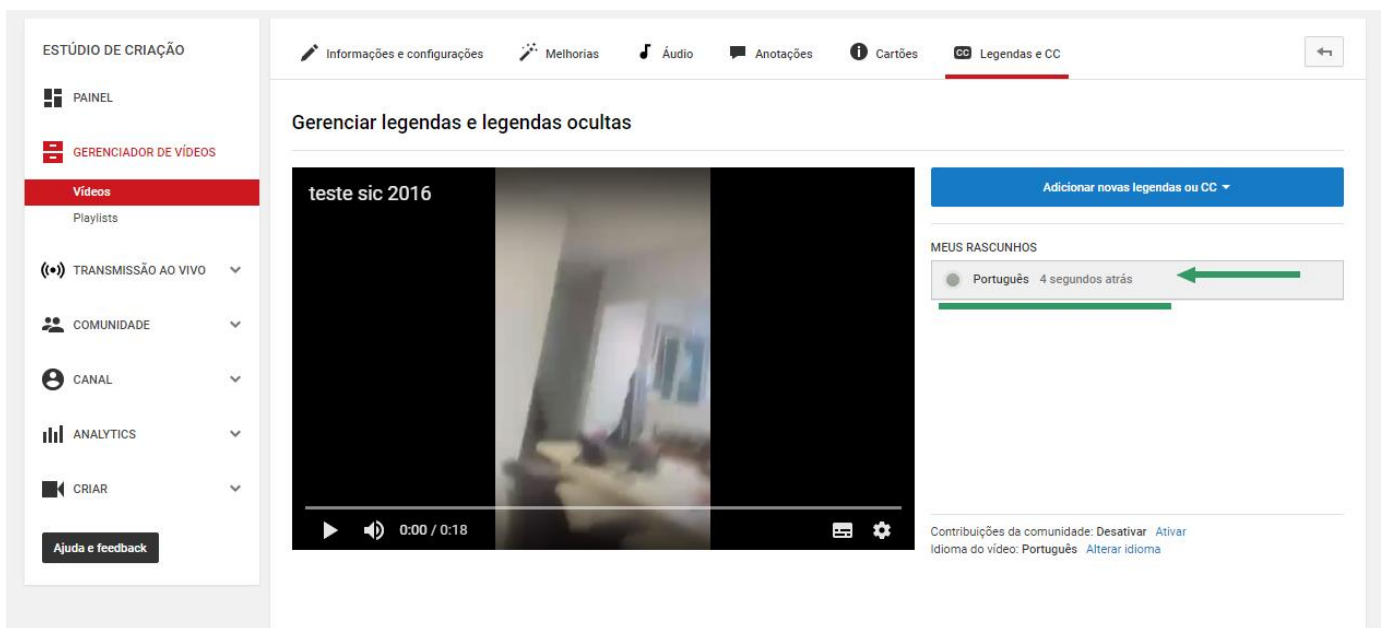 ESTÚDIO DE CRIAÇÃO
PAINEL
GERENCIADOR DE VÍDEOS
Vídeos
Playlists
TRANSMISSÃO AO VIVO
COMUNIDADE
CANAL
ANALYTICS
CRIAR
Ajuda e feedback
Informações e configurações Melhorias Áudio Anotações Cartões CC Legendas e CC
Gerenciar legendas e legendas ocultas
teste sic 2016
0:00 / 0:18
Adicionar novas legendas ou CC
MEUS RASCUNHOS
Português 4 segundos atrás
Contribuições da comunidade: Desativar Ativar
Idioma do vídeo: Português Alterar idioma